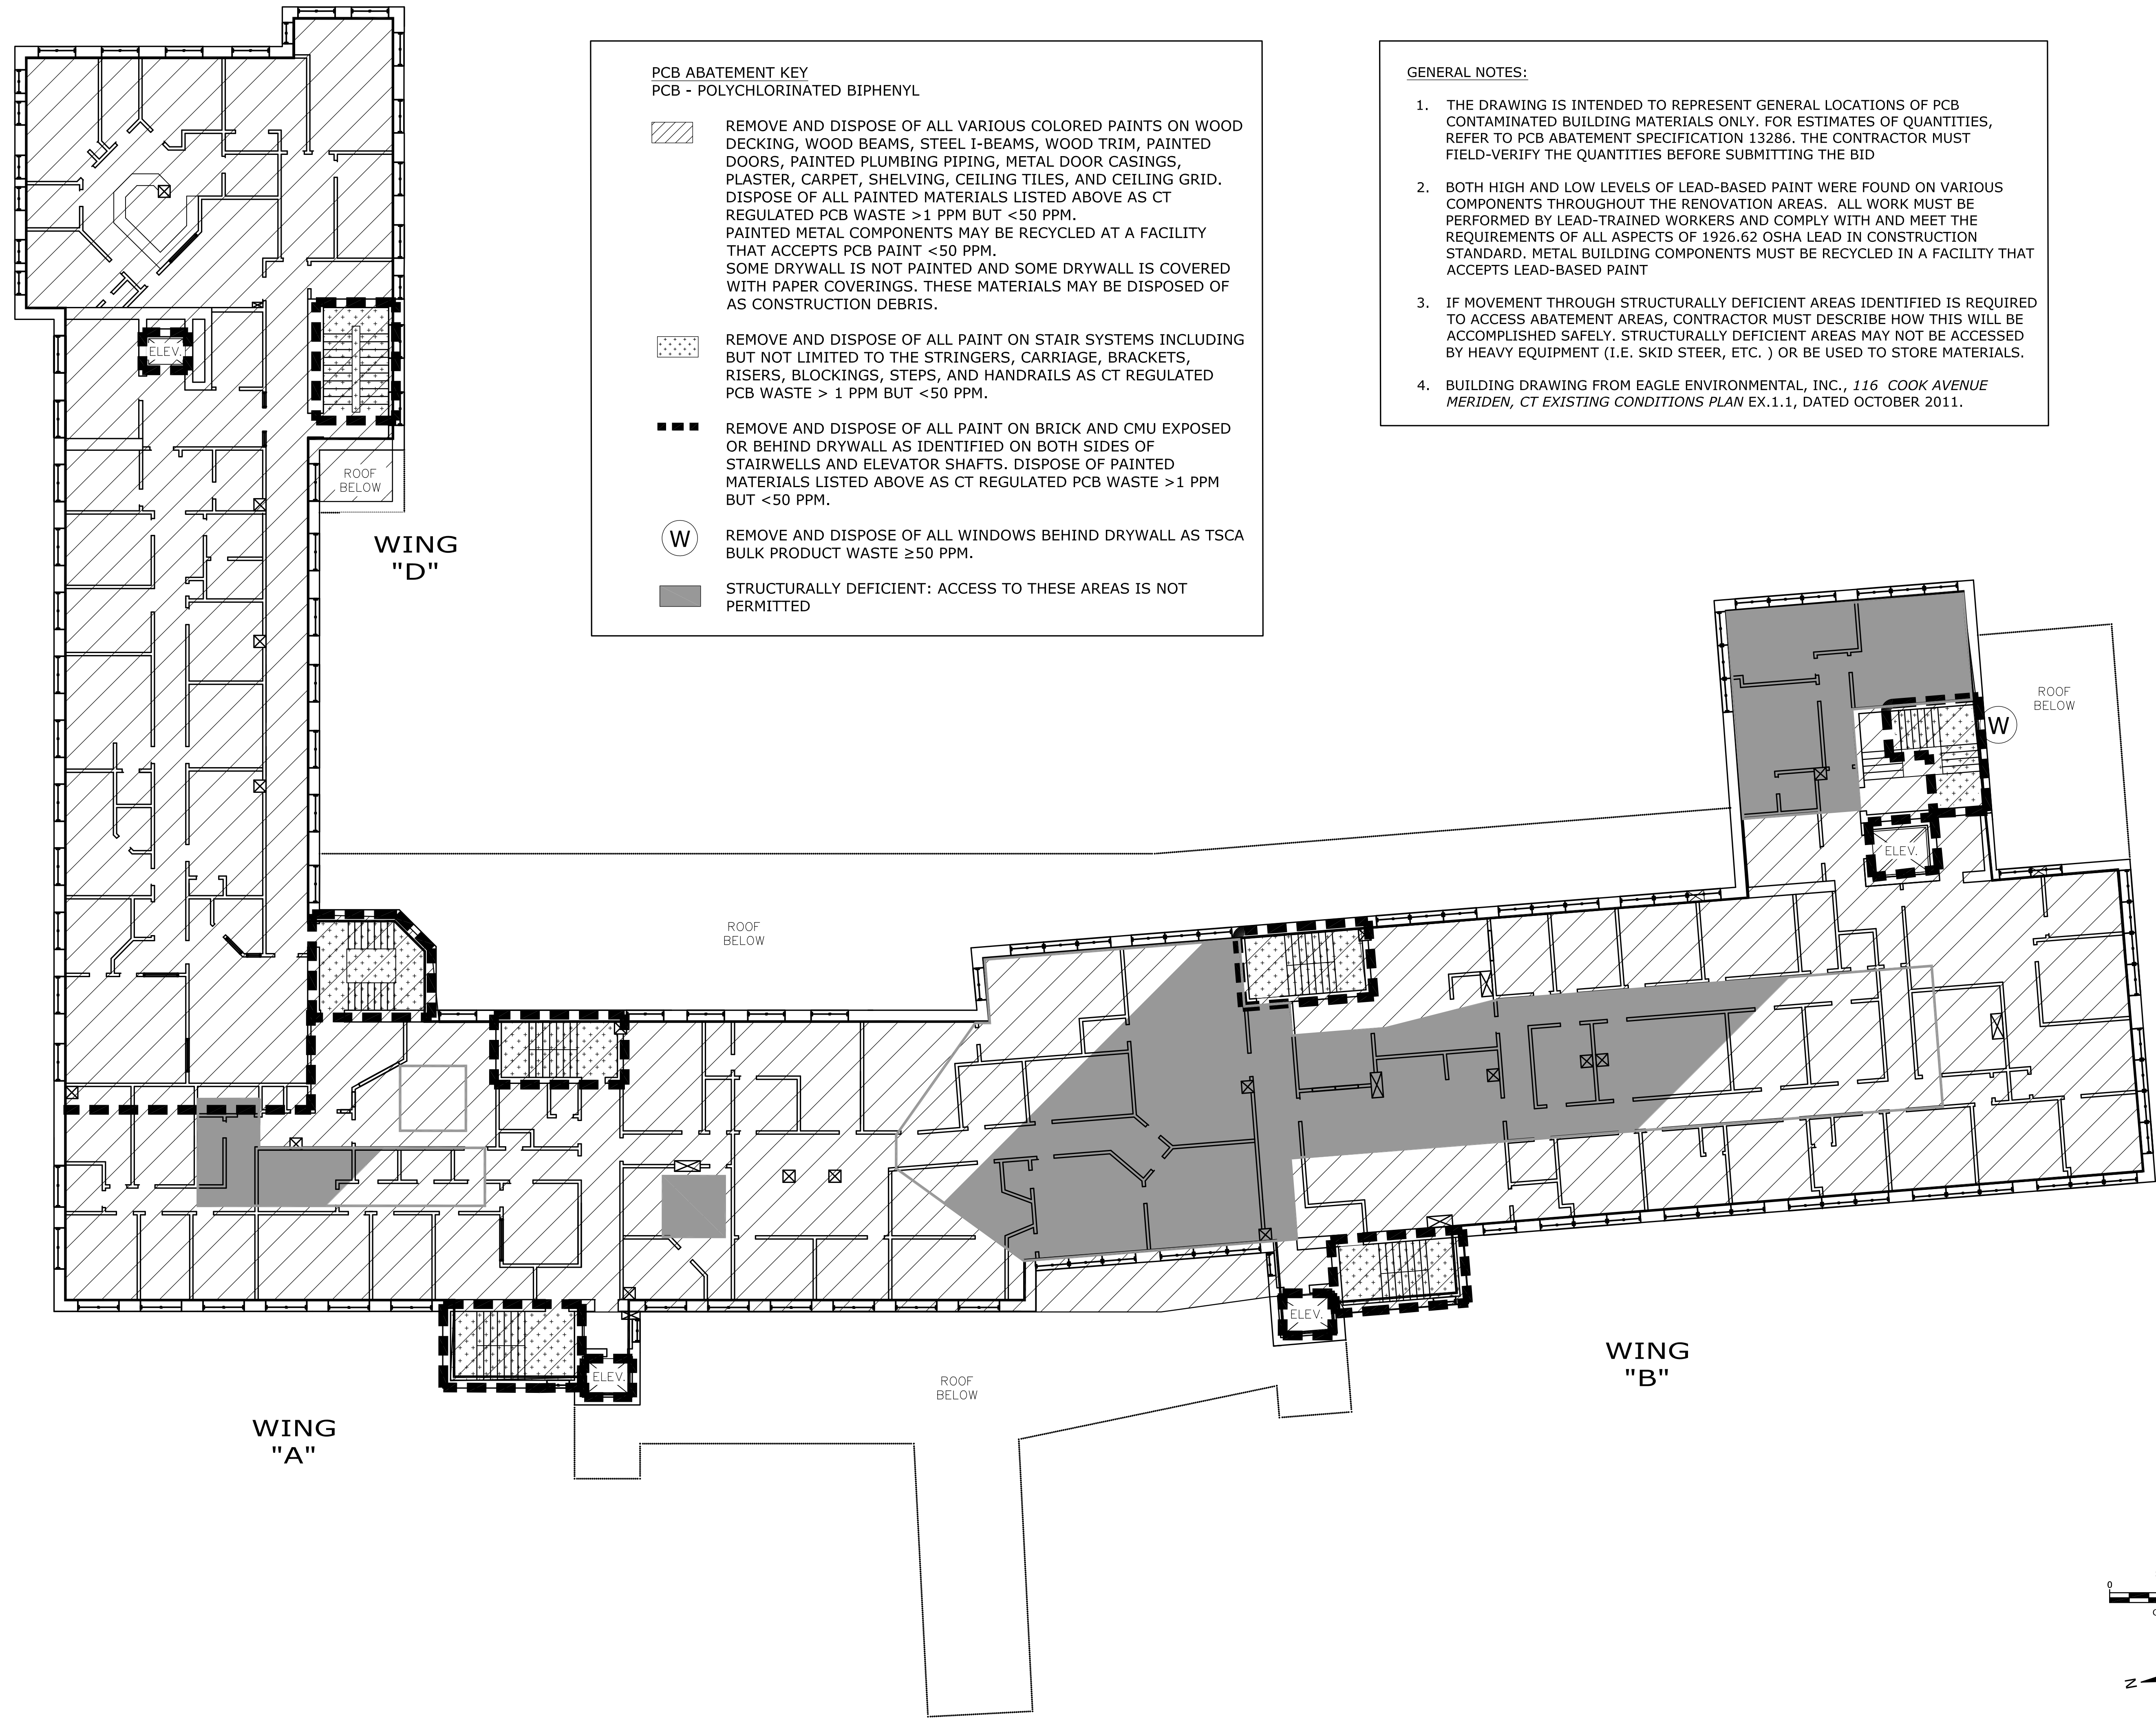 PCB ABATEMENT KEY
PCB - POLYCHLORINATED BIPHENYL
REMOVE AND DISPOSE OF ALL VARIOUS COLORED PAINTS ON WOOD
DECKING, WOOD BEAMS, STEEL I-BEAMS, WOOD TRIM, PAINTED
DOORS, PAINTED PLUMBING PIPING, METAL DOOR CASINGS,
PLASTER, CARPET, SHELVING, CEILING TILES, AND CEILING GRID.
DISPOSE OF ALL PAINTED MATERIALS LISTED ABOVE AS CT
REGULATED PCB WASTE >1 PPM BUT <50 PPM.
PAINTED METAL COMPONENTS MAY BE RECYCLED AT A FACILITY
THAT ACCEPTS PCB PAINT <50 PPM.
SOME DRYWALL IS NOT PAINTED AND SOME DRYWALL IS COVERED
WITH PAPER COVERINGS. THESE MATERIALS MAY BE DISPOSED OF
AS CONSTRUCTION DEBRIS.
REMOVE AND DISPOSE OF ALL PAINT ON STAIR SYSTEMS INCLUDING
BUT NOT LIMITED TO THE STRINGERS, CARRIAGE, BRACKETS,
RISERS, BLOCKINGS, STEPS, AND HANDRAILS AS CT REGULATED
PCB WASTE > 1 PPM BUT <50 PPM.
REMOVE AND DISPOSE OF ALL PAINT ON BRICK AND CMU EXPOSED
OR BEHIND DRYWALL AS IDENTIFIED ON BOTH SIDES OF
STAIRWELLS AND ELEVATOR SHAFTS. DISPOSE OF PAINTED
MATERIALS LISTED ABOVE AS CT REGULATED PCB WASTE >1 PPM
BUT <50 PPM.
W
REMOVE AND DISPOSE OF ALL WINDOWS BEHIND DRYWALL AS TSCA
BULK PRODUCT WASTE ≥50 PPM.
STRUCTURALLY DEFICIENT: ACCESS TO THESE AREAS IS NOT
PERMITTED
GENERAL NOTES:
1. THE DRAWING IS INTENDED TO REPRESENT GENERAL LOCATIONS OF PCB
CONTAMINATED BUILDING MATERIALS ONLY. FOR ESTIMATES OF QUANTITIES,
REFER TO PCB ABATEMENT SPECIFICATION 13286. THE CONTRACTOR MUST
FIELD-VERIFY THE QUANTITIES BEFORE SUBMITTING THE BID
2. BOTH HIGH AND LOW LEVELS OF LEAD-BASED PAINT WERE FOUND ON VARIOUS
COMPONENTS THROUGHOUT THE RENOVATION AREAS. ALL WORK MUST BE
PERFORMED BY LEAD-TRAINED WORKERS AND COMPLY WITH AND MEET THE
REQUIREMENTS OF ALL ASPECTS OF 1926.62 OSHA LEAD IN CONSTRUCTION
STANDARD. METAL BUILDING COMPONENTS MUST BE RECYCLED IN A FACILITY THAT
ACCEPTS LEAD-BASED PAINT
3. IF MOVEMENT THROUGH STRUCTURALLY DEFICIENT AREAS IDENTIFIED IS REQUIRED
TO ACCESS ABATEMENT AREAS, CONTRACTOR MUST DESCRIBE HOW THIS WILL BE
ACCOMPLISHED SAFELY. STRUCTURALLY DEFICIENT AREAS MAY NOT BE ACCESSED
BY HEAVY EQUIPMENT (I.E. SKID STEER, ETC. ) OR BE USED TO STORE MATERIALS.
4. BUILDING DRAWING FROM EAGLE ENVIRONMENTAL, INC., 116 COOK AVENUE
MERIDEN, CT EXISTING CONDITIONS PLAN EX.1.1, DATED OCTOBER 2011.
ELEV.
ROOF
BELOW
WING
"D"
ROOF
BELOW
W
ELEV.
ROOF
BELOW
ELEV.
WING
"B"
ELEV.
ROOF
BELOW
WING
"A"
0
N